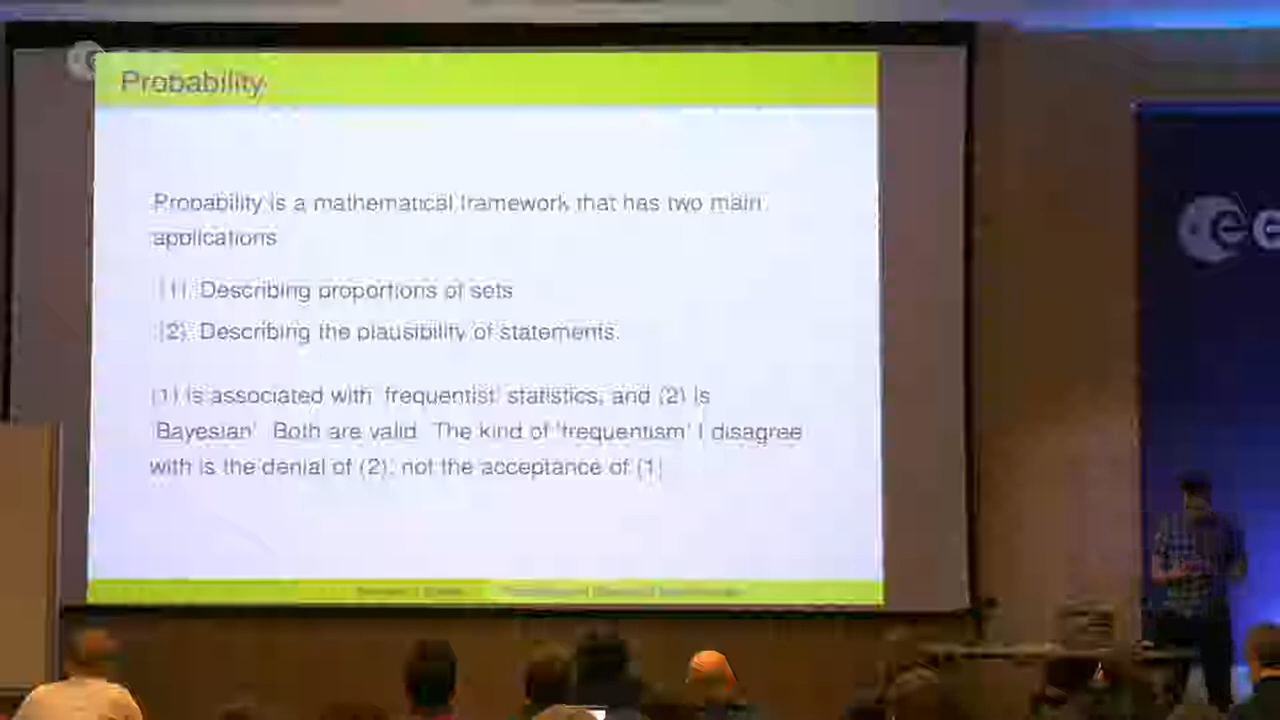 Probability
Probability is a mathematical framework that has two main
applications
(1) Describing proportions of sets
(2) Describing the plausibility of statements.
(1) is associated with 'frequentist' statistics, and (2) is
'Bayesian'. Both are valid. The kind of 'frequentism' I disagree
with is the denial of (2), not the acceptance of (1)